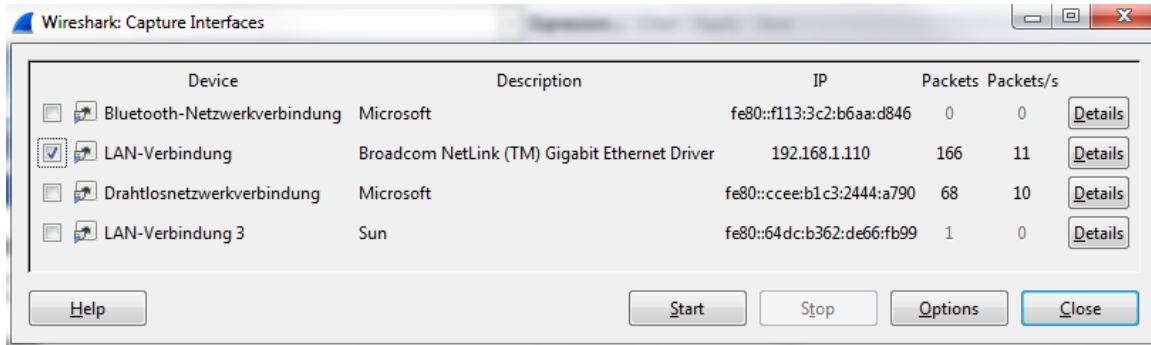 Wireshark: Capture Interfaces
Device Description IP Packets Packets/s
Bluetooth-Netzwerkverbindung Microsoft fe80::f113:3c2:b6aa:d846 0 0 Details
LAN-Verbindung Broadcom NetLink (TM) Gigabit Ethernet Driver 192.168.1.110 166 11 Details
Drahtlosnetzwerkverbindung Microsoft fe80::ccee:b1c3:2444:a790 68 10 Details
LAN-Verbindung 3 Sun fe80::64dc:b362:de66:fb99 1 0 Details
Help Start Stop Options Close